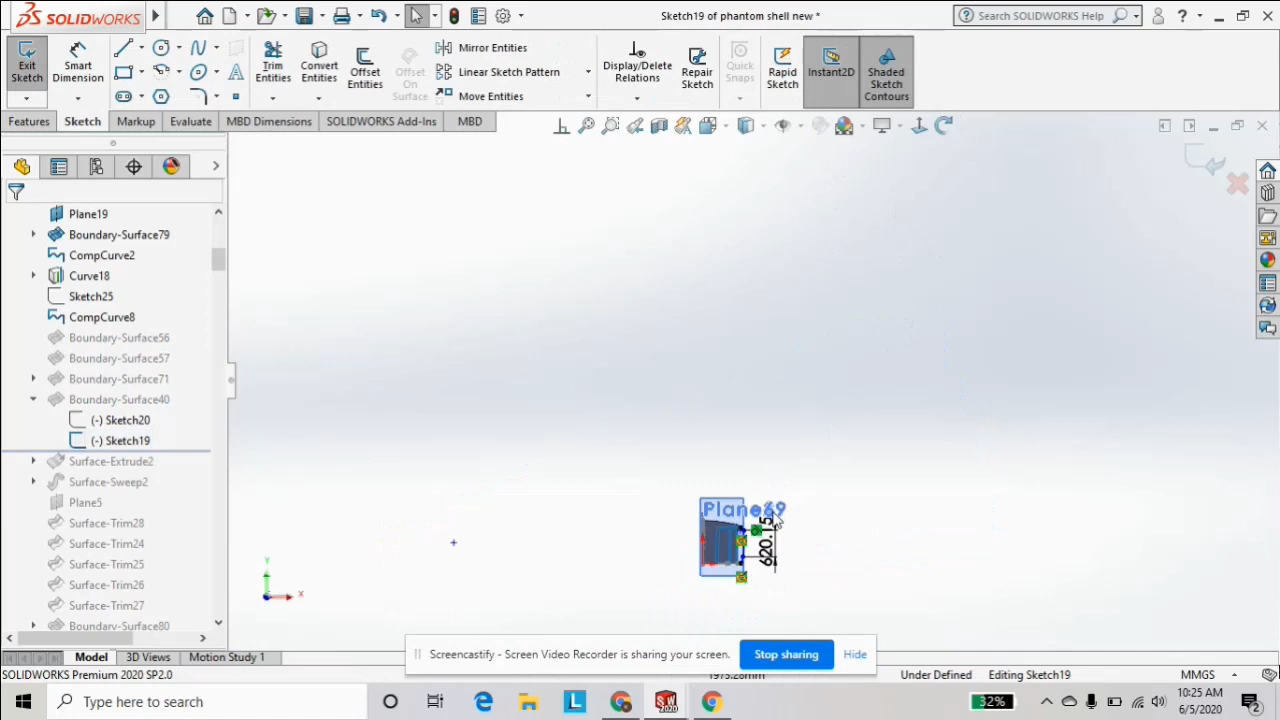 SOLIDWORKS
Sketch19 of phantom shell new *
Search SOLIDWORKS Help
?
Exit Sketch
Smart Dimension
Trim Entities
Convert Entities
Offset Entities
Offset On Surface
Mirror Entities
Linear Sketch Pattern
Move Entities
Display/Delete Relations
Repair Sketch
Quick Snaps
Rapid Sketch
Instant2D
Shaded Sketch Contours
Features
Sketch
Markup
Evaluate
MBD Dimensions
SOLIDWORKS Add-Ins
MBD
Plane19
Boundary-Surface79
CompCurve2
Curve18
Sketch25
CompCurve8
Boundary-Surface56
Boundary-Surface57
Boundary-Surface71
Boundary-Surface40
(-) Sketch20
(-) Sketch19
Surface-Extrude2
Surface-Sweep2
Plane5
Surface-Trim28
Surface-Trim24
Surface-Trim25
Surface-Trim26
Surface-Trim27
Boundary-Surface80
Plane69
620.15
Y
X
Model
3D Views
Motion Study 1
Screencastify - Screen Video Recorder is sharing your screen.
Stop sharing
Hide
SOLIDWORKS Premium 2020 SP2.0
Under Defined
Editing Sketch19
MMGS
Type here to search
32%
10:25 AM
6/5/2020
2